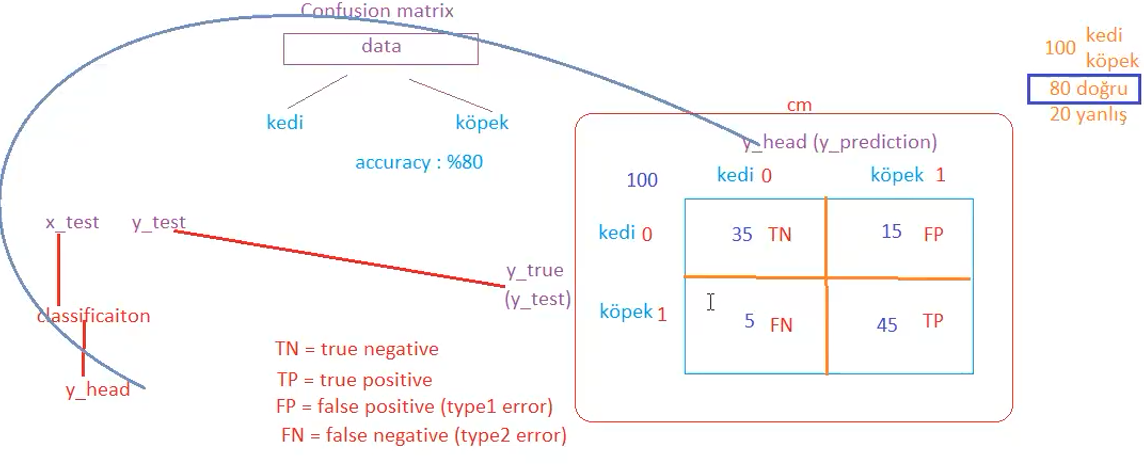 Confusion matrix
data
kedi
köpek
accuracy : %80
100 kedi
köpek
80 doğru
20 yanlış
x_test
y_test
classificaiton
y_head
y_true
(y_test)
TN = true negative
TP = true positive
FP = false positive (type1 error)
FN = false negative (type2 error)
cm
y_head (y_prediction)
100
kedi 0
köpek 1
kedi 0
35 TN
15 FP
köpek 1
5 FN
45 TP